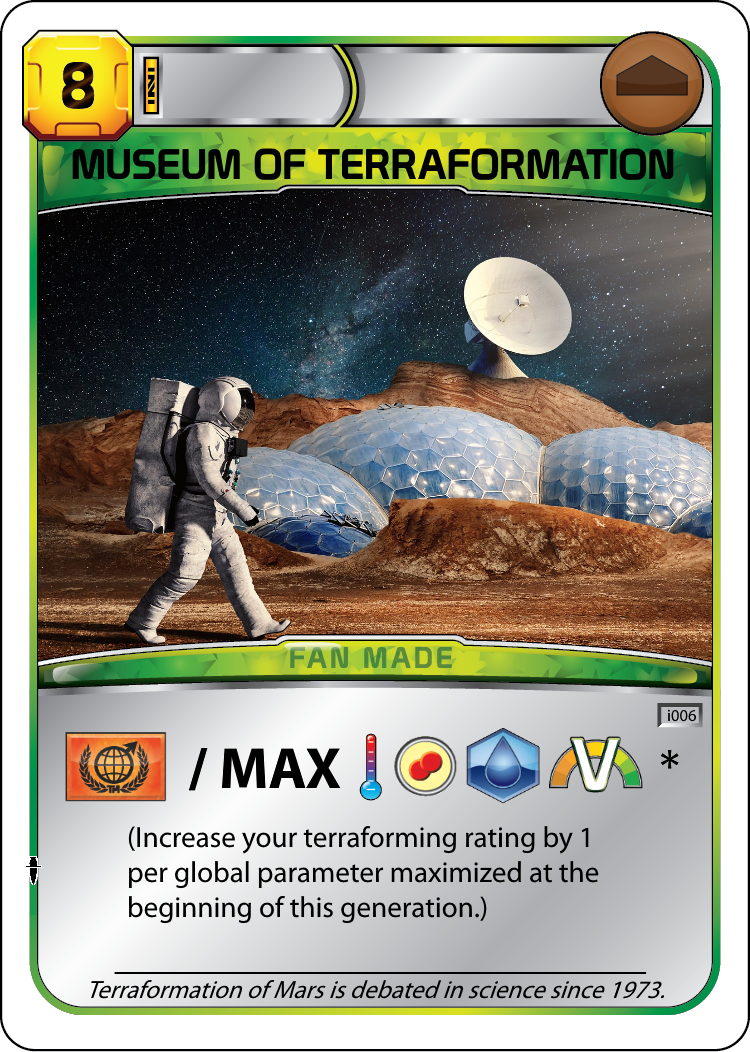 8
MUSEUM OF TERRAFORMATION
FAN MADE
i006
TM
/ MAX V *
(Increase your terraforming rating by 1
per global parameter maximized at the
beginning of this generation.)
Terraformation of Mars is debated in science since 1973.